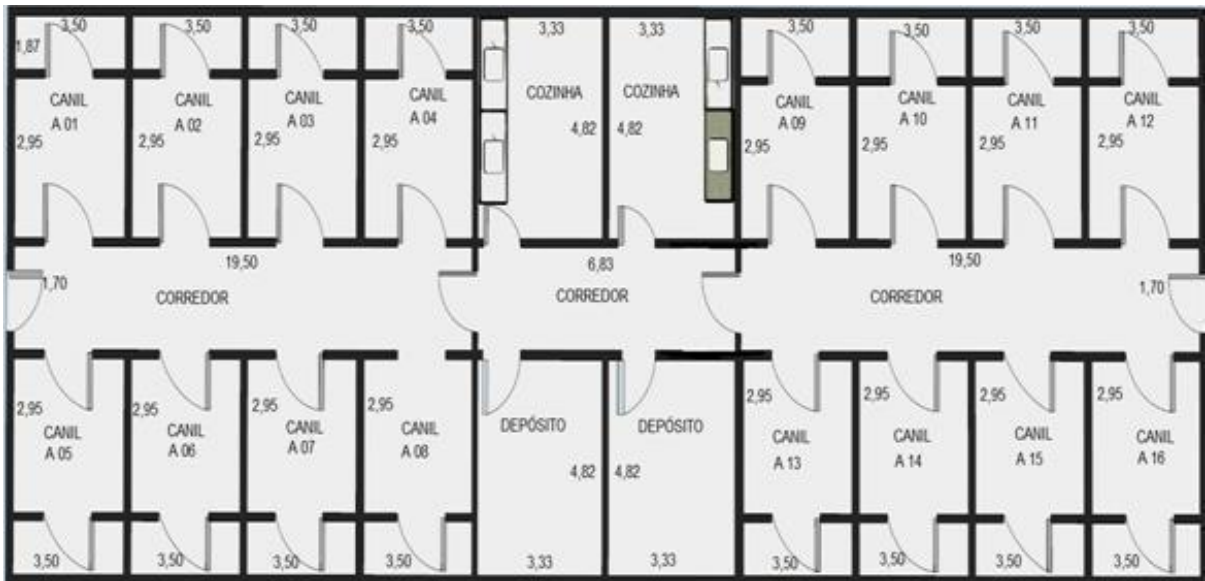 3,50 3,50 3,50 3,50 3,33 3,33 3,50 3,50 3,50 3,50
1,87
CANIL
A 01
CANIL
A 02
CANIL
A 03
CANIL
A 04
COZINHA
COZINHA
CANIL
A 09
CANIL
A 10
CANIL
A 11
CANIL
A 12
2,95 2,95 2,95 2,95 4,82 4,82 2,95 2,95 2,95 2,95
19,50 6,83 19,50
1,70 1,70
CORREDOR CORREDOR CORREDOR
2,95 2,95 2,95 2,95 2,95 2,95 2,95 2,95
CANIL
A 05
CANIL
A 06
CANIL
A 07
CANIL
A 08
DEPÓSITO
DEPÓSITO
CANIL
A 13
CANIL
A 14
CANIL
A 15
CANIL
A 16
4,82 4,82
3,50 3,50 3,50 3,50 3,33 3,33 3,50 3,50 3,50 3,50